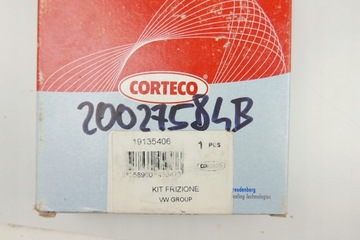 CORTECO
20027584B
19135406
1 PCS
KIT FRIZIONE
VW GROUP